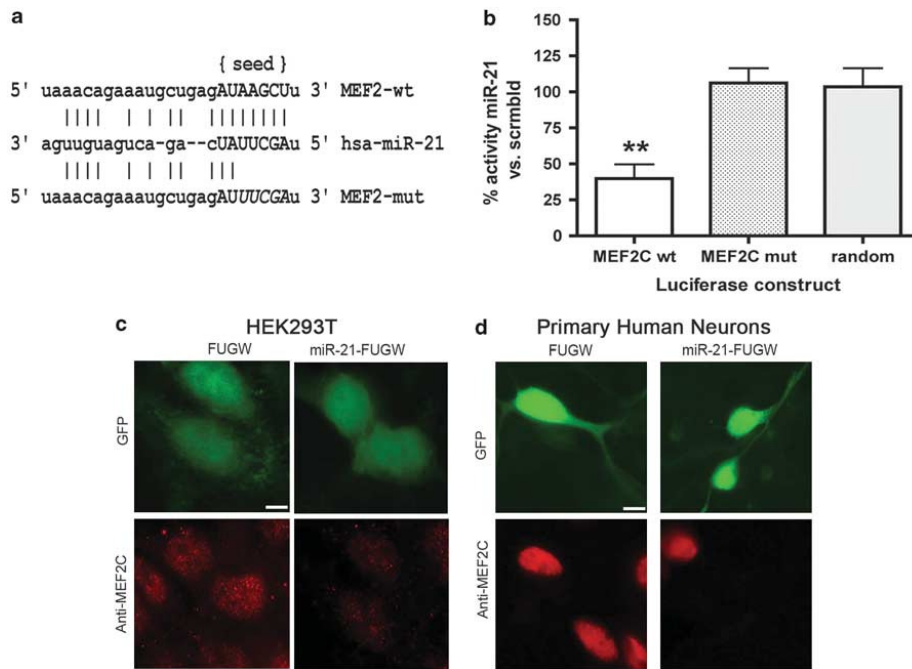 a
{ seed }
5' uaaacagaaaugcugagAUAAGCUu 3' MEF2-wt
|||| | | || ||||||||
3' aguuguaguca-ga--cUAUUCGAu 5' hsa-miR-21
|||| | | || |||
5' uaaacagaaaugcugagAUUUCGAu 3' MEF2-mut
b
% activity miR-21
vs. scrmbld
150
125
100
75
50
25
0
**
MEF2C wt MEF2C mut random
Luciferase construct
c HEK293T
FUGW miR-21-FUGW
GFP
Anti-MEF2C
d Primary Human Neurons
FUGW miR-21-FUGW
GFP
Anti-MEF2C